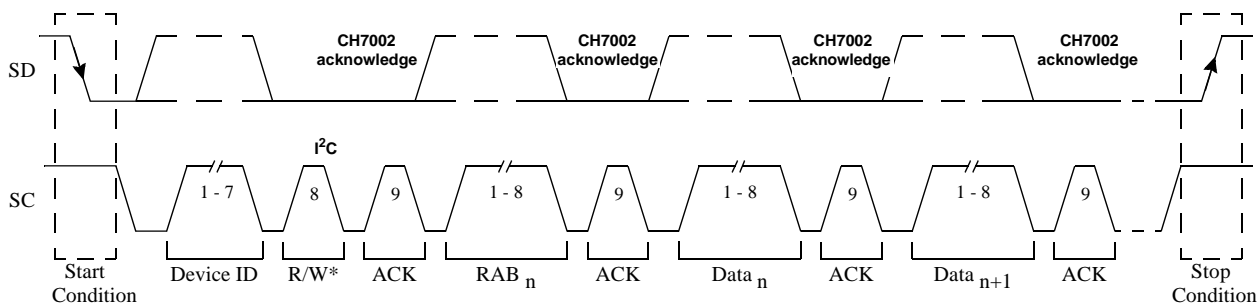 CH7002
acknowledge
CH7002
acknowledge
CH7002
acknowledge
CH7002
acknowledge
SD
I²C
SC
1 - 7
8
9
1 - 8
9
1 - 8
9
1 - 8
9
Start
Condition
Device ID
R/W*
ACK
RAB n
ACK
Data n
ACK
Data n+1
ACK
Stop
Condition